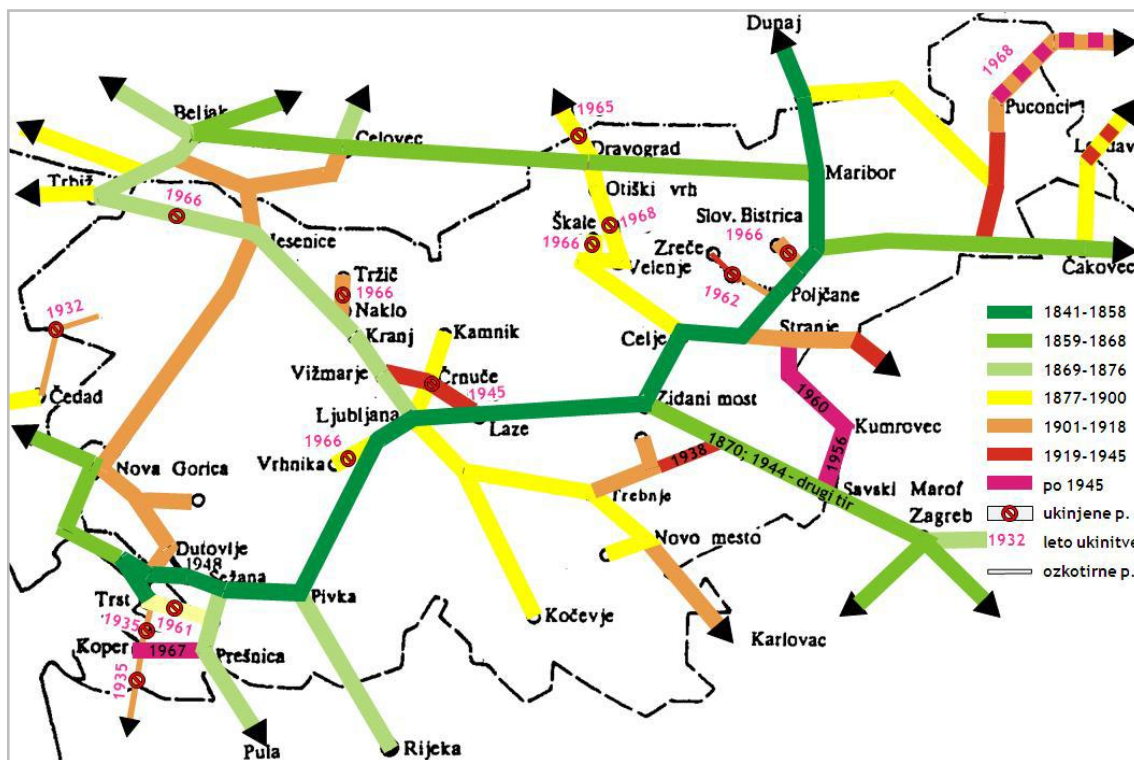 Dunaj
1968
Puconci
Beljak
Celovec
1965
Dravograd
Maribor
Trbiž
1966
Otiški vrh
Škale
1968
1966
Slov. Bistrica
1966
Zreče
Jesenice
Velenje
1962
Poljčane
Čakovec
Tržič
1966
Naklo
Kranj
Kamnik
Celje
Stranje
1932
Čedad
Vižmarje
Črnuče
1945
Ljubljana
Laze
Zidani most
1960
Kumrovec
1966
Vrhnika
1938
1870; 1944 - drugi tir
1956
Nova Gorica
Trebnje
Savski Marof
Zagreb
Novo mesto
Dutovlje
1948
Sežana
Trst
1935
1961
Pivka
Kočevje
Karlovac
Koper
1967
Prešnica
1935
Pula
Rijeka
1841-1858
1859-1868
1869-1876
1877-1900
1901-1918
1919-1945
po 1945
ukinjene p.
1932
leto ukinitve
ozkotirne p.